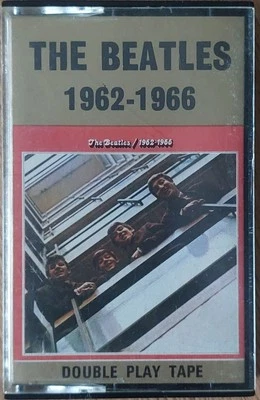 THE BEATLES
1962-1966
The Beatles / 1962-1966
DOUBLE PLAY TAPE